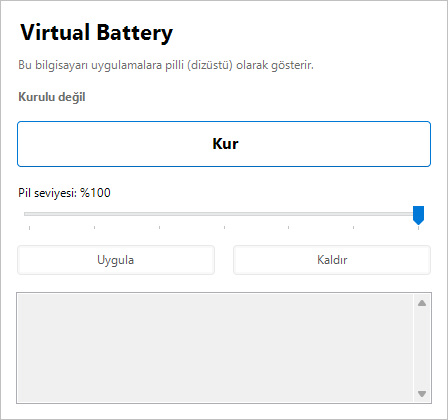 Virtual Battery
Bu bilgisayarı uygulamalara pilli (dizüstü) olarak gösterir.
Kurulu değil
Kur
Pil seviyesi: %100
Uygula
Kaldır